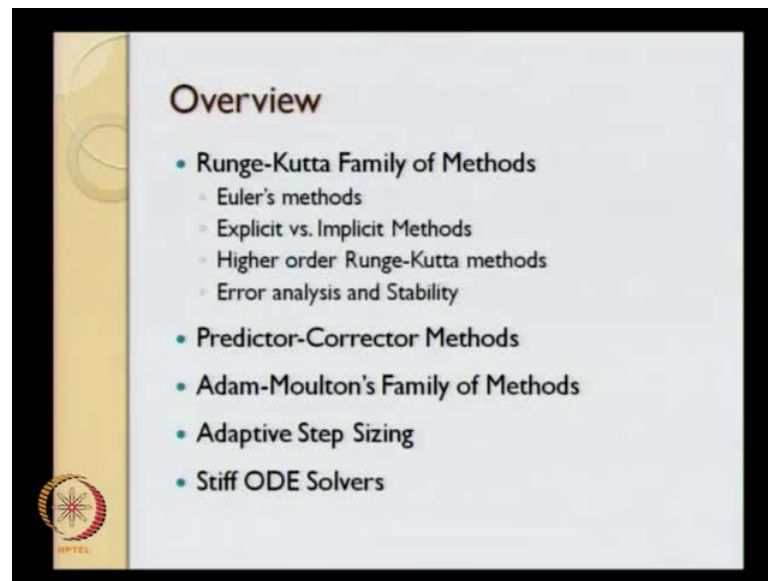 Overview
• Runge-Kutta Family of Methods
◦ Euler's methods
◦ Explicit vs. Implicit Methods
◦ Higher order Runge-Kutta methods
◦ Error analysis and Stability
• Predictor-Corrector Methods
• Adam-Moulton's Family of Methods
• Adaptive Step Sizing
• Stiff ODE Solvers
NPTEL